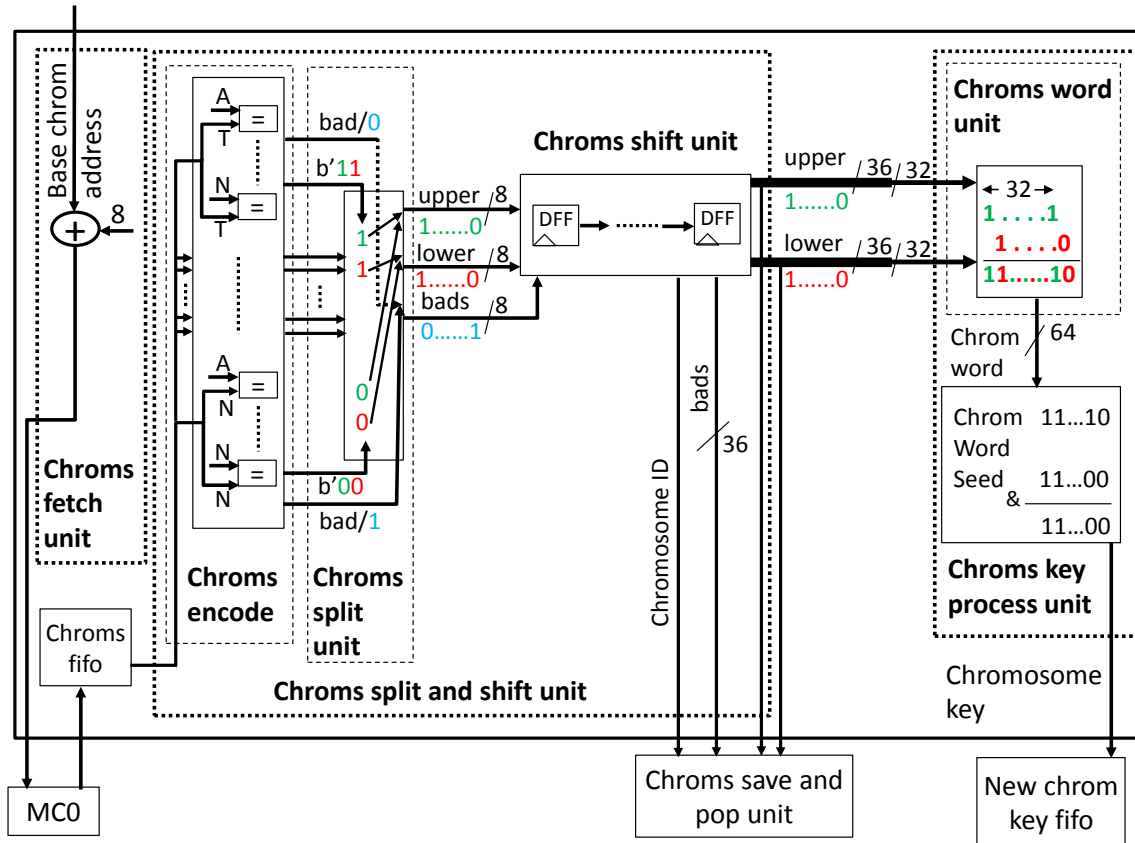 Base chrom
address
8
+
Chroms
fetch
unit
A
=
T
N
=
T
A
=
N
N
=
N
Chroms
encode
bad/0
b'11
1
1
0
0
b'00
bad/1
Chroms
split
unit
upper
8
1......0
lower
8
1......0
bads
8
0......1
Chroms shift unit
DFF
DFF
Chromosome ID
bads
36
Chroms split and shift unit
upper
36
32
1......0
lower
36
32
1......0
Chroms word
unit
32
1 . . . .1
1 . . . .0
11......10
Chrom
word
64
Chrom 11...10
Word
Seed 11...00
&
11...00
Chroms key
process unit
Chromosome
key
Chroms
fifo
MC0
Chroms save and
pop unit
New chrom
key fifo